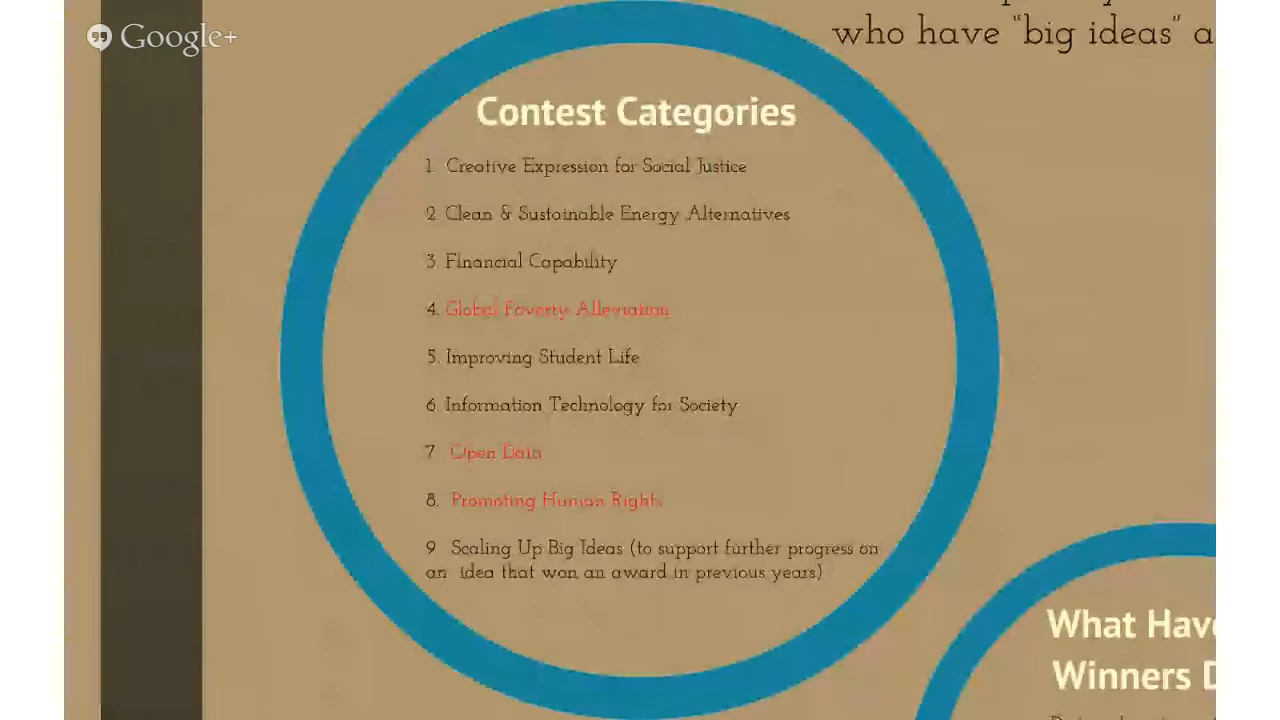 Google+
who have “big ideas” a
Contest Categories
1. Creative Expression for Social Justice
2. Clean & Sustainable Energy Alternatives
3. Financial Capability
4. Global Poverty Alleviation
5. Improving Student Life
6. Information Technology for Society
7. Open Data
8. Promoting Human Rights
9. Scaling Up Big Ideas (to support further progress on
an idea that won an award in previous years)
What Have
Winners D